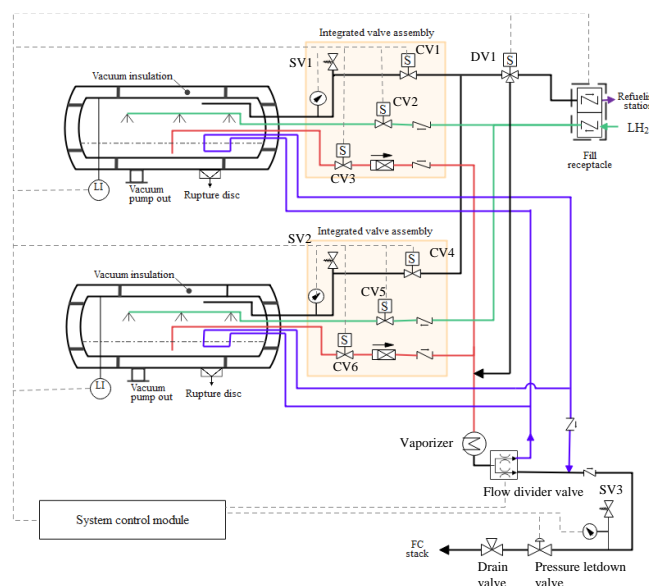 Integrated valve assembly
CV1
DV1
SV1
S
S
Vacuum insulation
CV2
S
Refueling
station
LH2
Fill
receptacle
S
CV3
LI
Vacuum
pump out
Rupture disc
Integrated valve assembly
SV2
S
CV4
Vacuum insulation
CV5
S
S
CV6
LI
Vacuum
pump out
Rupture disc
Vaporizer
Flow divider valve
SV3
System control module
FC
stack
Drain
valve
Pressure letdown
valve